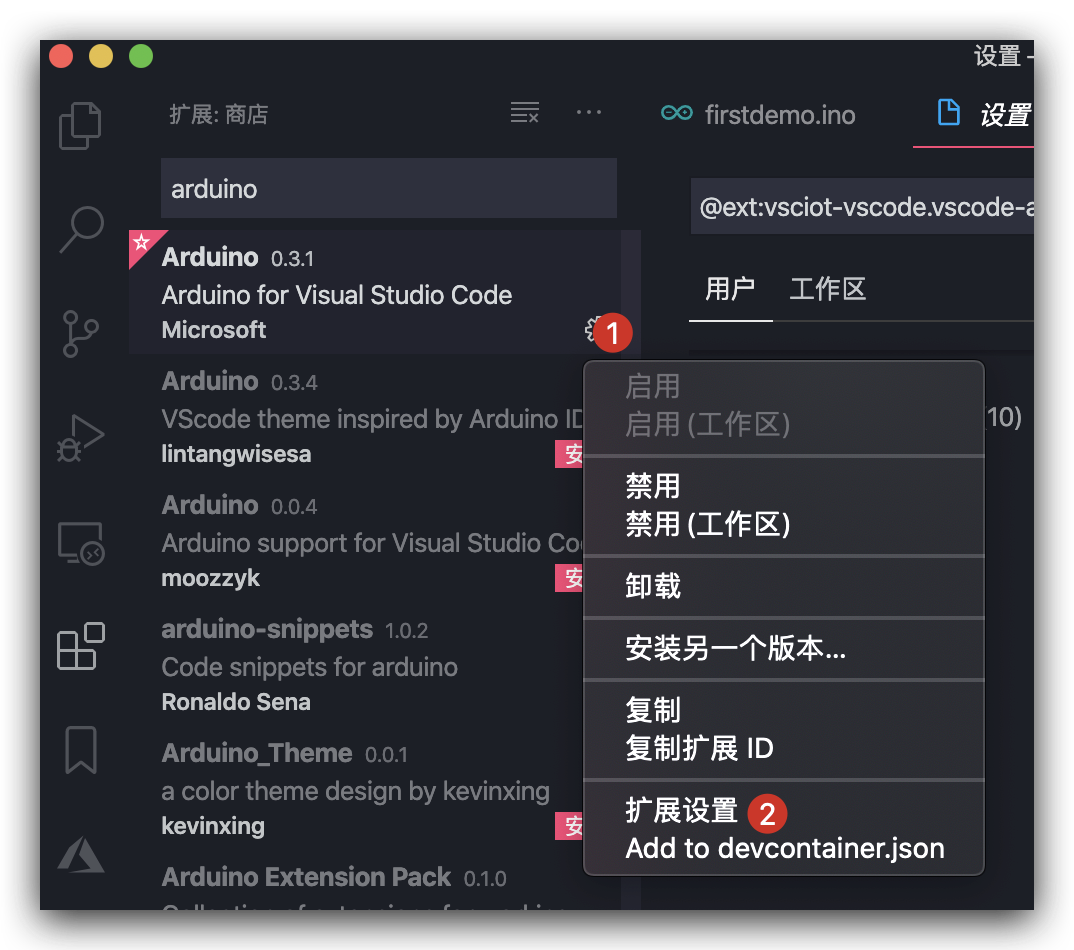 设置 -
扩展: 商店
firstdemo.ino
设置
arduino
@ext:vsciot-vscode.vscode-a
Arduino 0.3.1
Arduino for Visual Studio Code
Microsoft
1
用户 工作区
Arduino 0.3.4
VScode theme inspired by Arduino ID
lintangwisesa
安
Arduino 0.0.4
Arduino support for Visual Studio Co
moozzyk
安
arduino-snippets 1.0.2
Code snippets for arduino
Ronaldo Sena
Arduino_Theme 0.0.1
a color theme design by kevinxing
kevinxing
安
Arduino Extension Pack 0.1.0
启用
启用 (工作区)
10)
禁用
禁用 (工作区)
卸载
安装另一个版本...
复制
复制扩展 ID
扩展设置 2
Add to devcontainer.json